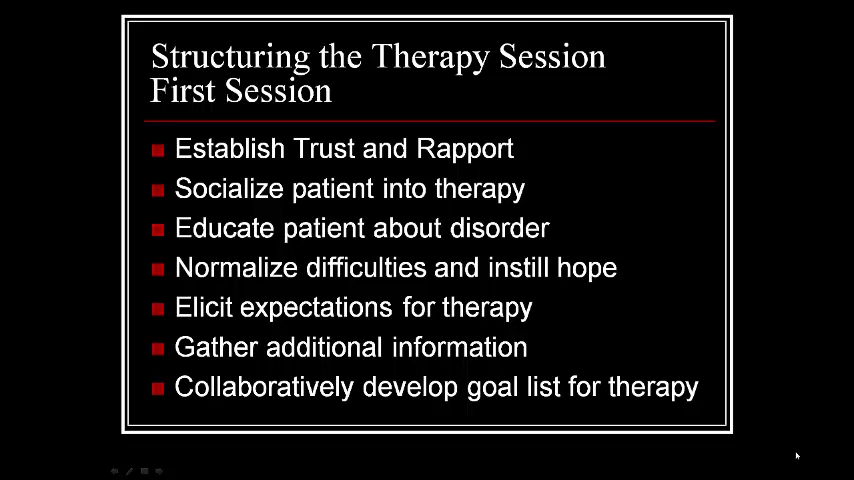 Structuring the Therapy Session
First Session
Establish Trust and Rapport
Socialize patient into therapy
Educate patient about disorder
Normalize difficulties and instill hope
Elicit expectations for therapy
Gather additional information
Collaboratively develop goal list for therapy